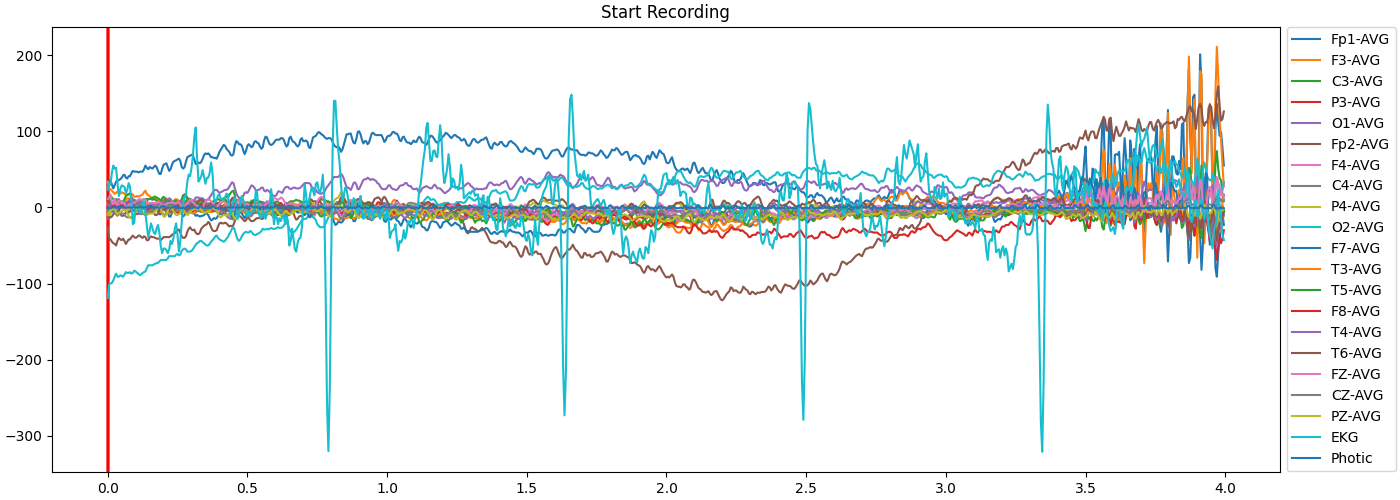 Start Recording
200
100
0
−100
−200
−300
0.0 0.5 1.0 1.5 2.0 2.5 3.0 3.5 4.0
Fp1-AVG
F3-AVG
C3-AVG
P3-AVG
O1-AVG
Fp2-AVG
F4-AVG
C4-AVG
P4-AVG
O2-AVG
F7-AVG
T3-AVG
T5-AVG
F8-AVG
T4-AVG
T6-AVG
FZ-AVG
CZ-AVG
PZ-AVG
EKG
Photic